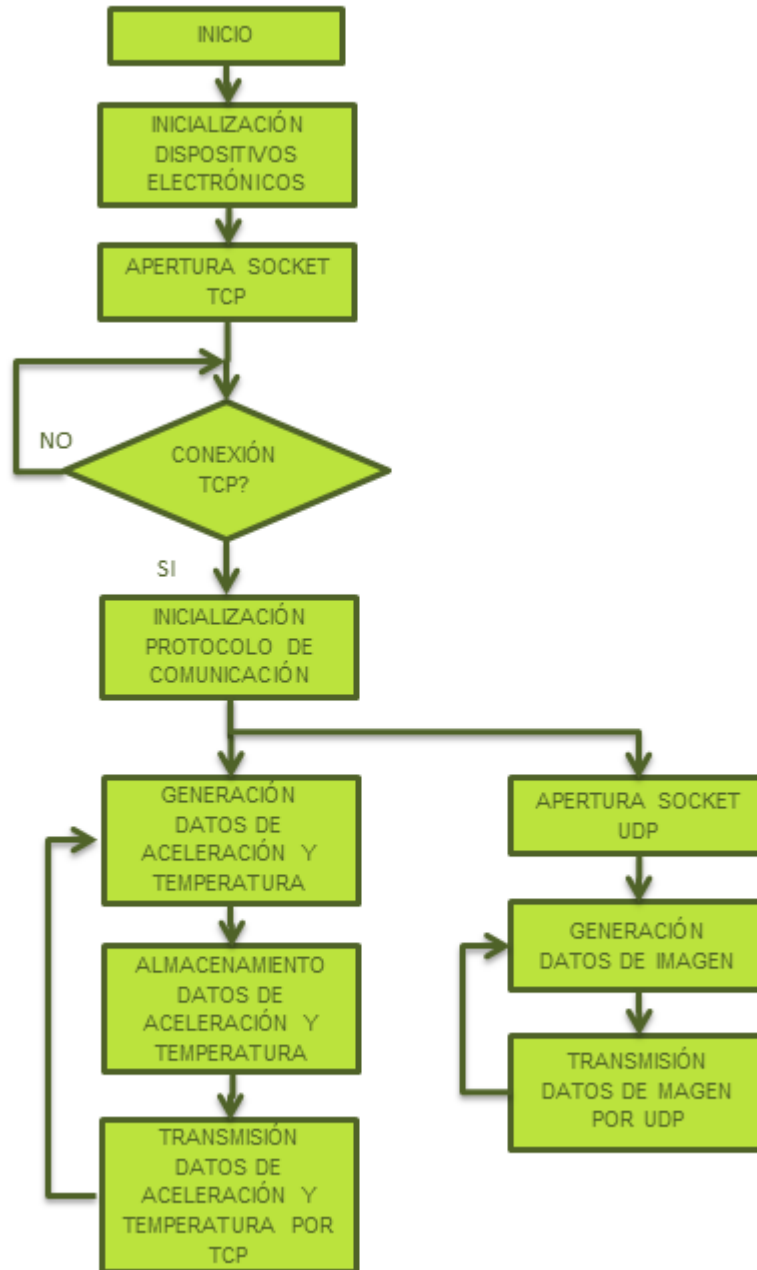 INICIO
INICIALIZACIÓN
DISPOSITIVOS
ELECTRÓNICOS
APERTURA SOCKET
TCP
NO
CONEXIÓN
TCP?
SI
INICIALIZACIÓN
PROTOCOLO DE
COMUNICACIÓN
GENERACIÓN
DATOS DE
ACELERACIÓN Y
TEMPERATURA
ALMACENAMIENTO
DATOS DE
ACELERACIÓN Y
TEMPERATURA
TRANSMISIÓN
DATOS DE
ACELERACIÓN Y
TEMPERATURA POR
TCP
APERTURA SOCKET
UDP
GENERACIÓN
DATOS DE IMAGEN
TRANSMISIÓN
DATOS DE MAGEN
POR UDP